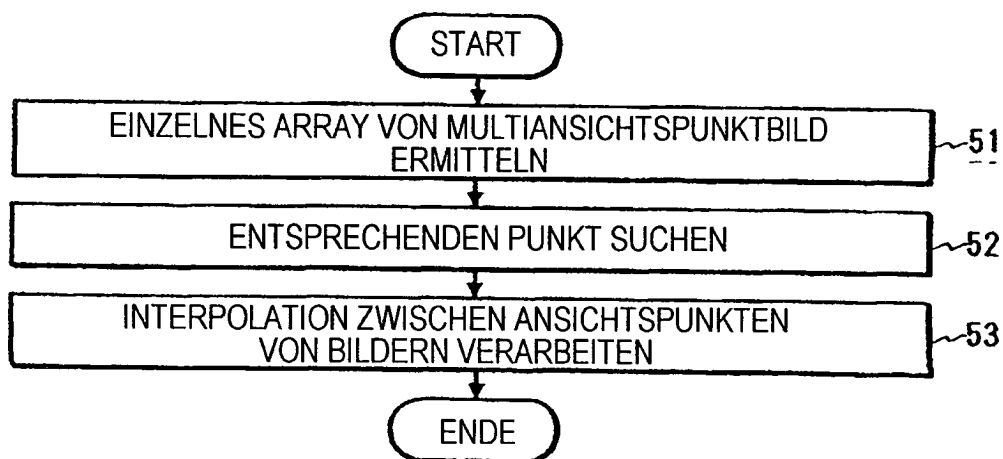 START
EINZELNES ARRAY VON MULTIANSICHTSPUNKTBILD
ERMITTELN
51
ENTSPRECHENDEN PUNKT SUCHEN
52
INTERPOLATION ZWISCHEN ANSICHTSPUNKTEN
VON BILDERN VERARBEITEN
53
ENDE